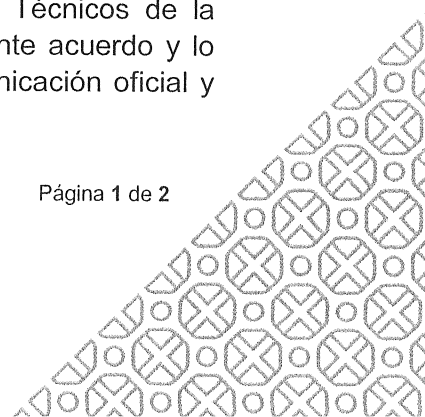 Técnicos de la
nte acuerdo y lo
nicación oficial y
Página 1 de 2